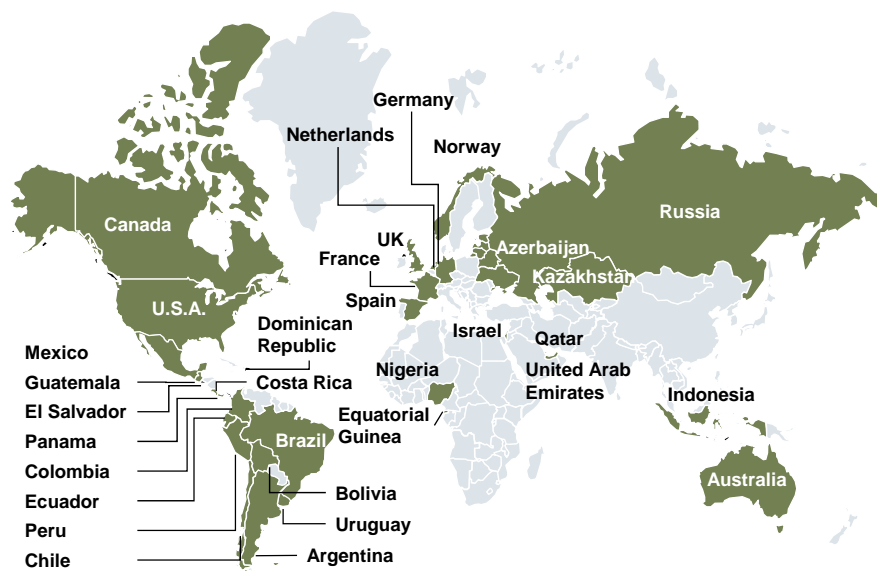 Germany
Netherlands
Norway
Canada
Russia
UK
Azerbaijan
France
Kazakhstan
Spain
U.S.A.
Dominican
Republic
Israel
Qatar
Mexico
Nigeria
United Arab
Emirates
Guatemala
Costa Rica
Indonesia
El Salvador
Equatorial
Guinea
Panama
Brazil
Colombia
Australia
Ecuador
Bolivia
Peru
Uruguay
Chile
Argentina